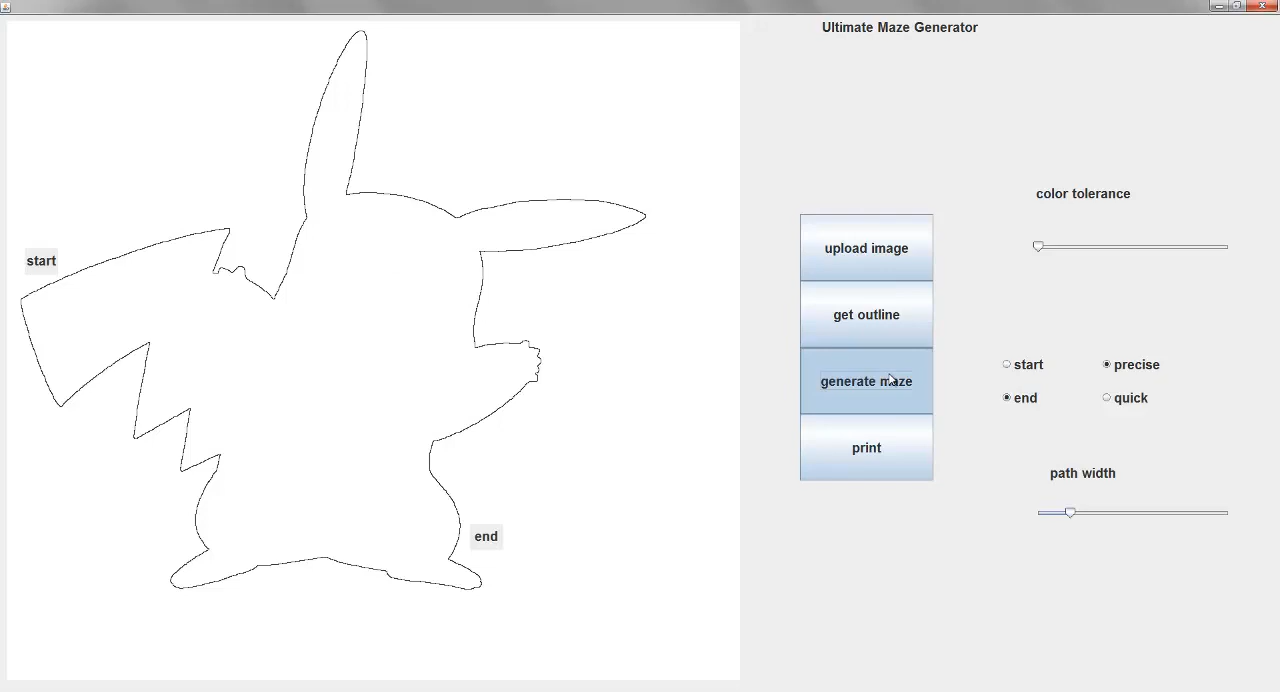 Ultimate Maze Generator
color tolerance
upload image
start
get outline
start
precise
generate maze
end
quick
print
path width
end